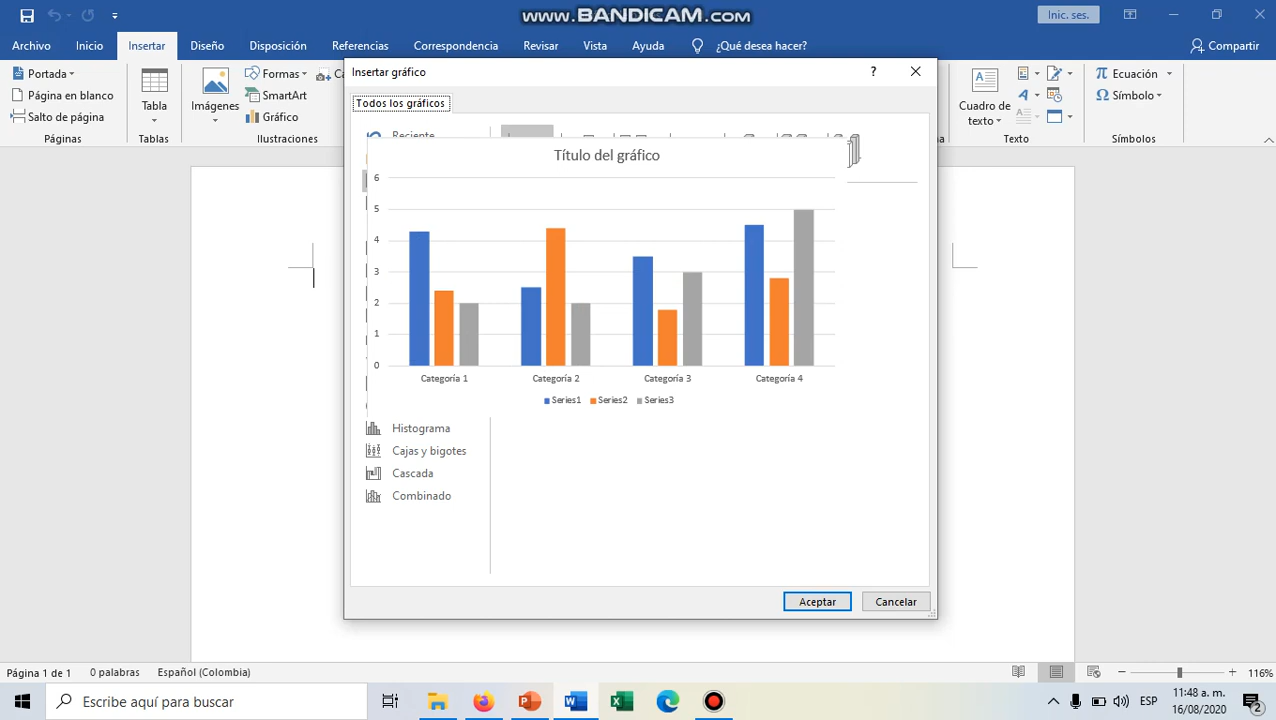 www.BANDICAM.com
Inic. ses.
Archivo Inicio Insertar Diseño Disposición Referencias Correspondencia Revisar Vista Ayuda ¿Qué desea hacer? Compartir
Portada
Página en blanco
Salto de página
Páginas
Tabla
Tablas
Imágenes
Formas
SmartArt
Gráfico
Ilustraciones
Cuadro de
texto
Texto
Ecuación
Símbolo
Símbolos
Insertar gráfico
?
Todos los gráficos
Reciente
Título del gráfico
6
5
4
3
2
1
0
Categoría 1 Categoría 2 Categoría 3 Categoría 4
Series1 Series2 Series3
Histograma
Cajas y bigotes
Cascada
Combinado
Aceptar Cancelar
Página 1 de 1 0 palabras Español (Colombia) 116%
Escribe aquí para buscar
ESP
11:48 a. m.
16/08/2020
2